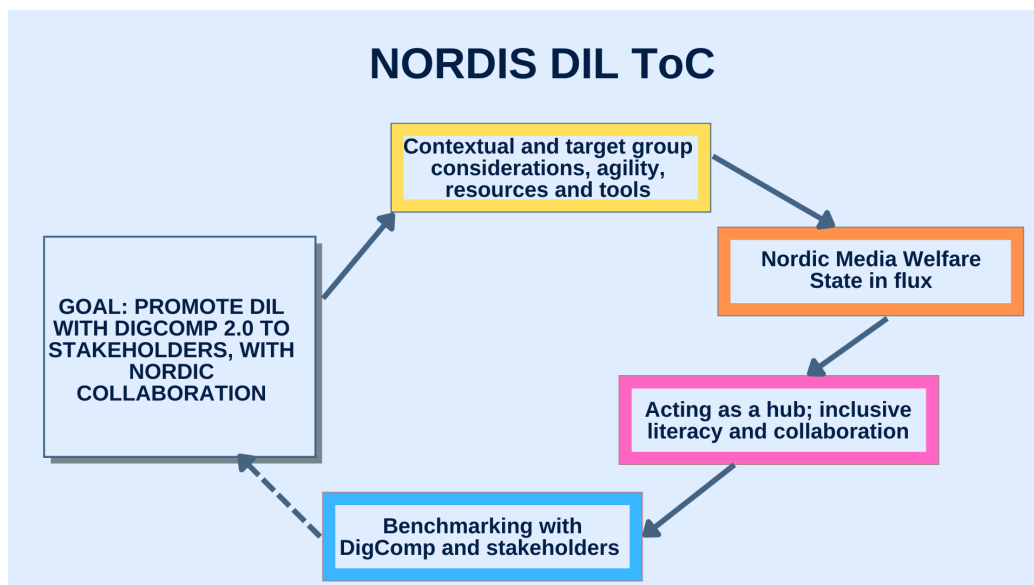 NORDIS DIL ToC
Contextual and target group
considerations, agility,
resources and tools
Nordic Media Welfare
State in flux
GOAL: PROMOTE DIL
WITH DIGCOMP 2.0 TO
STAKEHOLDERS, WITH
NORDIC
COLLABORATION
Acting as a hub; inclusive
literacy and collaboration
Benchmarking with
DigComp and stakeholders